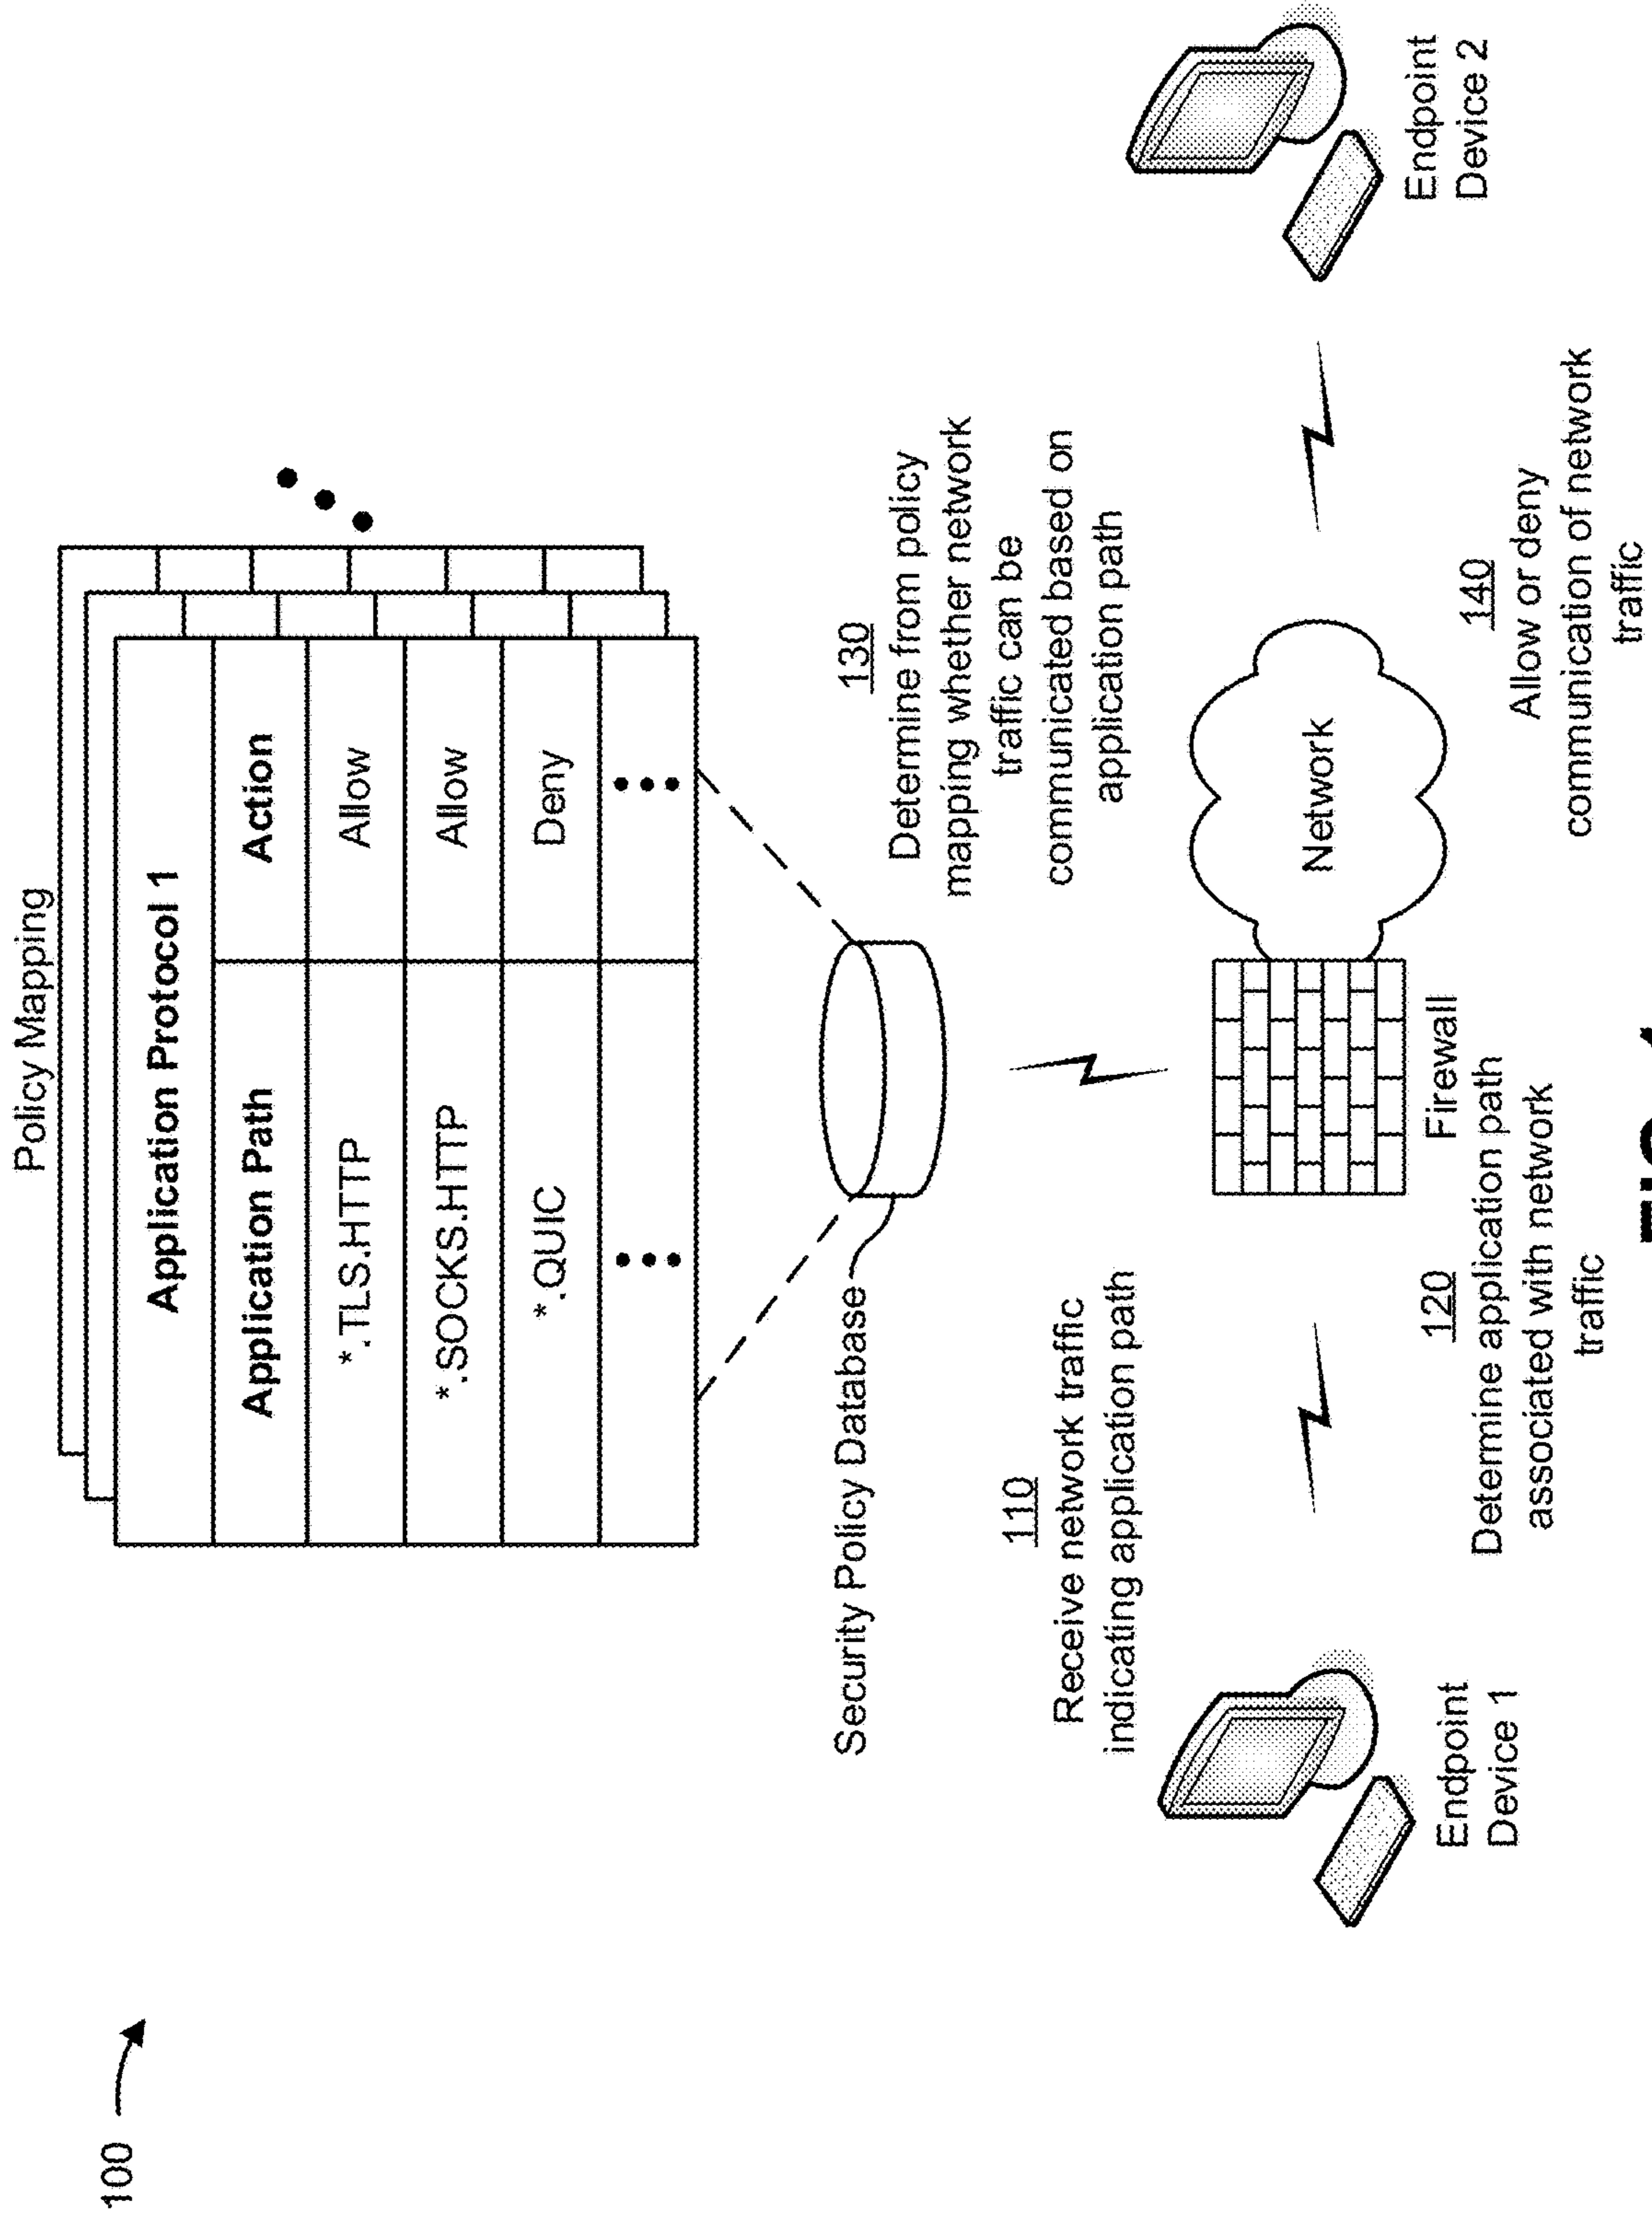 100
Policy Mapping
Application Protocol 1
Application Path
Action
*.TLS.HTTP
Allow
*.SOCKS.HTTP
Allow
*.QUIC
Deny
Security Policy Database
110
Receive network traffic
indicating application path
130
Determine from policy
mapping whether network
traffic can be
communicated based on
application path
Endpoint
Device 1
Firewall
120
Determine application path
associated with network
traffic
Network
140
Allow or deny
communication of network
traffic
Endpoint
Device 2